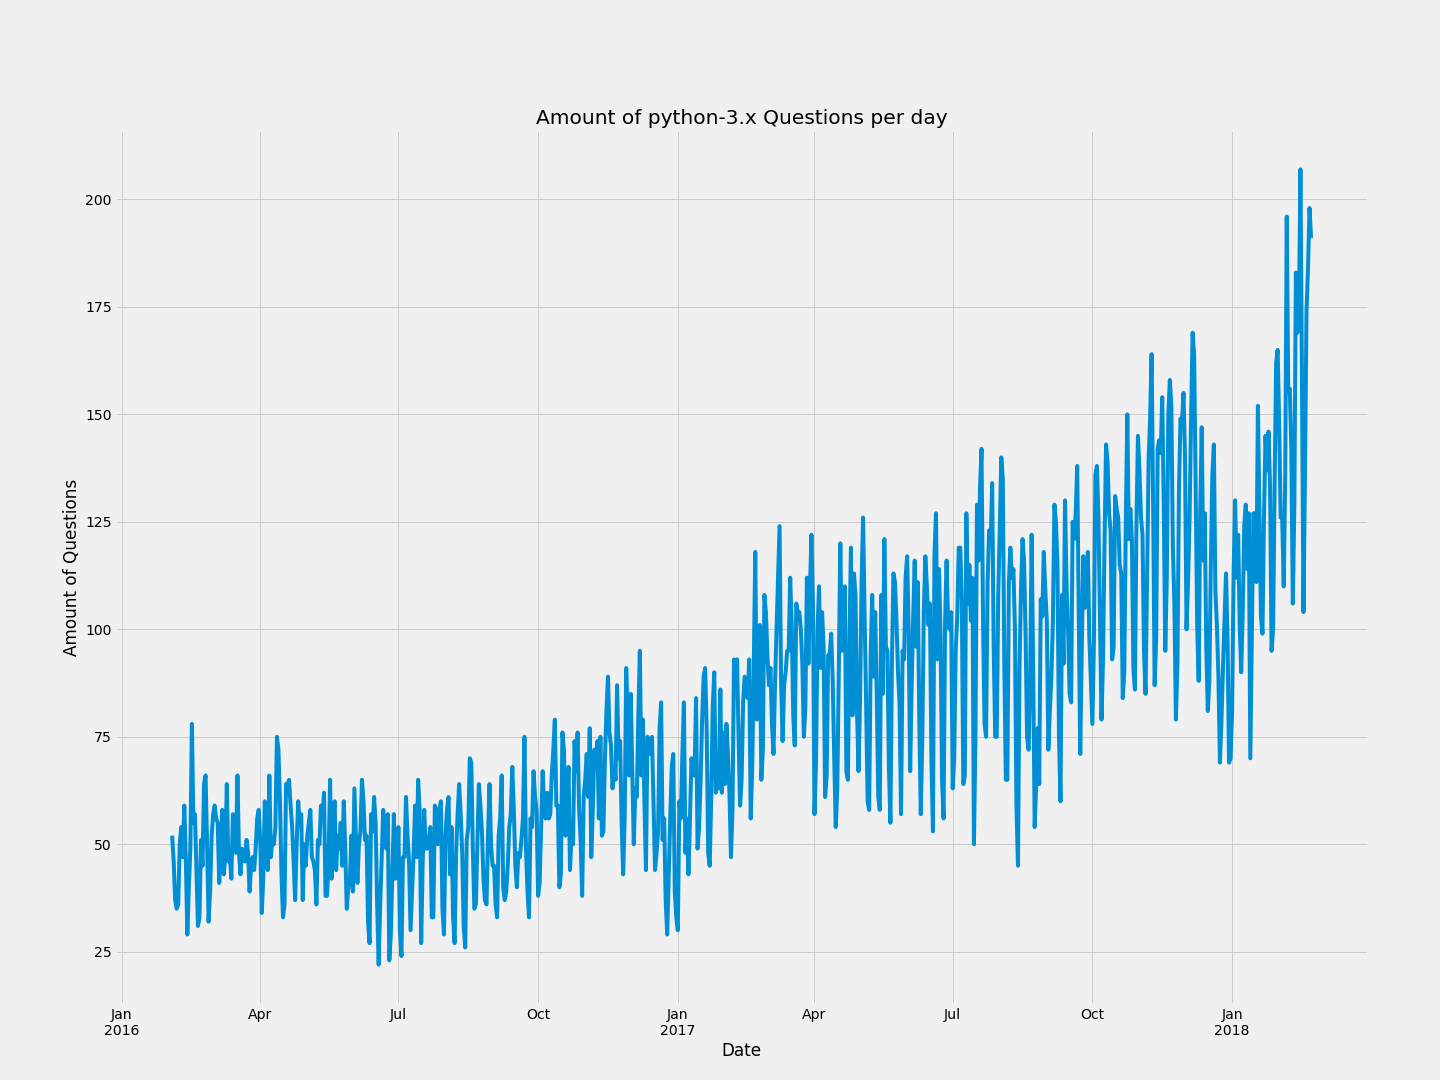 Amount of python-3.x Questions per day
200
175
150
125
100
75
50
25
Amount of Questions
Jan Apr Jul Oct Jan Apr Jul Oct Jan
2016 2017 2018
Date